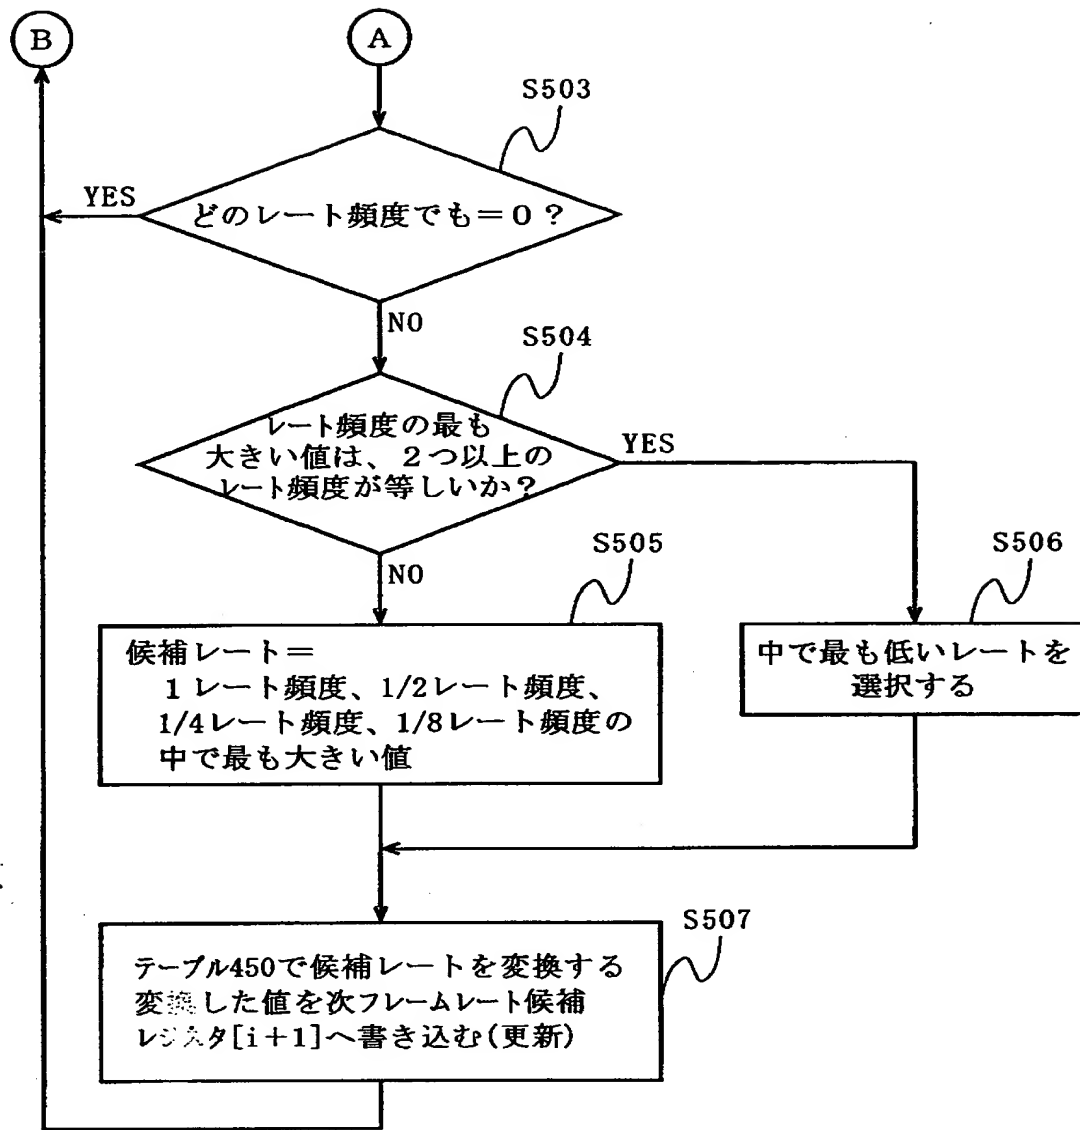 B
A
S503
YES
どのレート頻度でも＝０？
NO
S504
レート頻度の最も
大きい値は、２つ以上の
レート頻度が等しいか？
YES
NO
S505
候補レート＝
１レート頻度、1/2レート頻度、
1/4レート頻度、1/8レート頻度の
中で最も大きい値
S506
中で最も低いレートを
選択する
S507
テーブル450で候補レートを変換する
変換した値を次フレームレート候補
レジスタ[i+1]へ書き込む(更新)